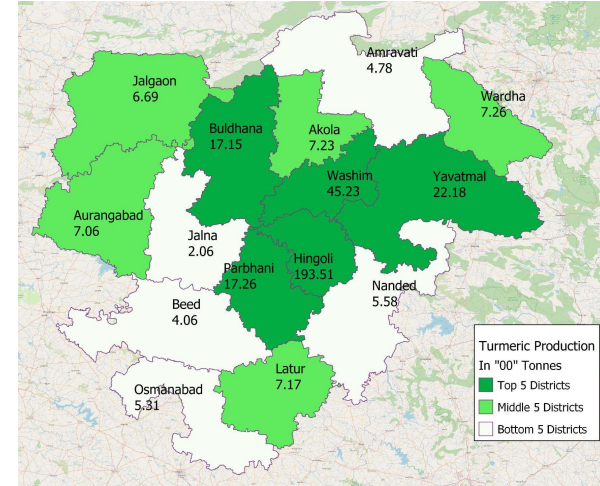 Amravati
4.78
Jalgaon
6.69
Wardha
7.26
Buldhana
17.15
Akola
7.23
Washim
45.23
Yavatmal
22.18
Aurangabad
7.06
Jalna
2.06
Parbhani
17.26
Hingoli
193.51
Nanded
5.58
Beed
4.06
Latur
7.17
Osmanabad
5.31
Turmeric Production
In "00" Tonnes
Top 5 Districts
Middle 5 Districts
Bottom 5 Districts